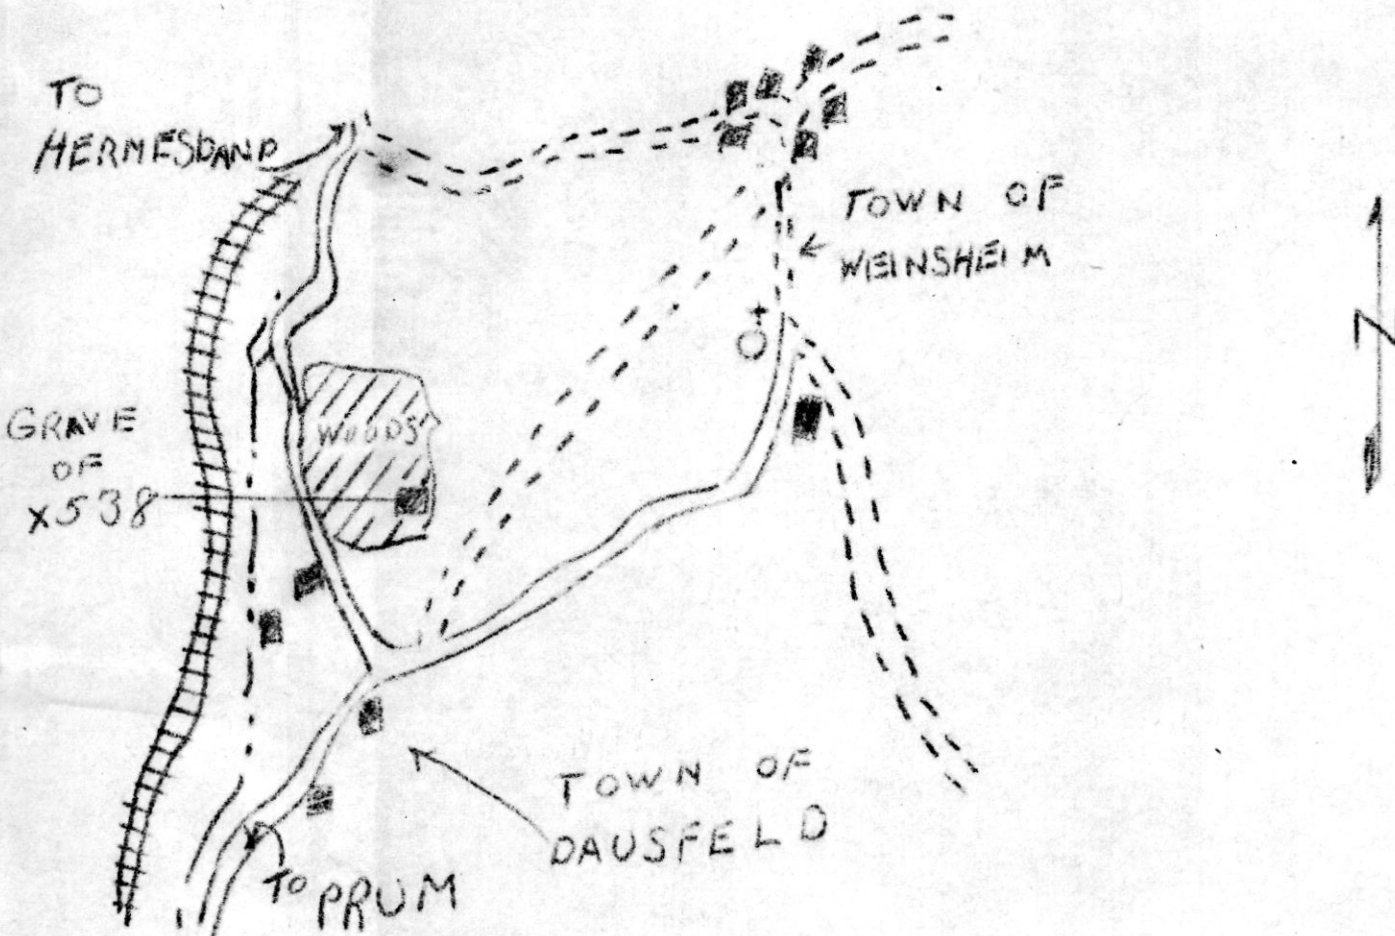 TO
HERMESDAND
TOWN OF
WEINSHEIM
N
GRAVE
OF
X538
WOODS
TOWN OF
DAUSFELD
TO PRUM